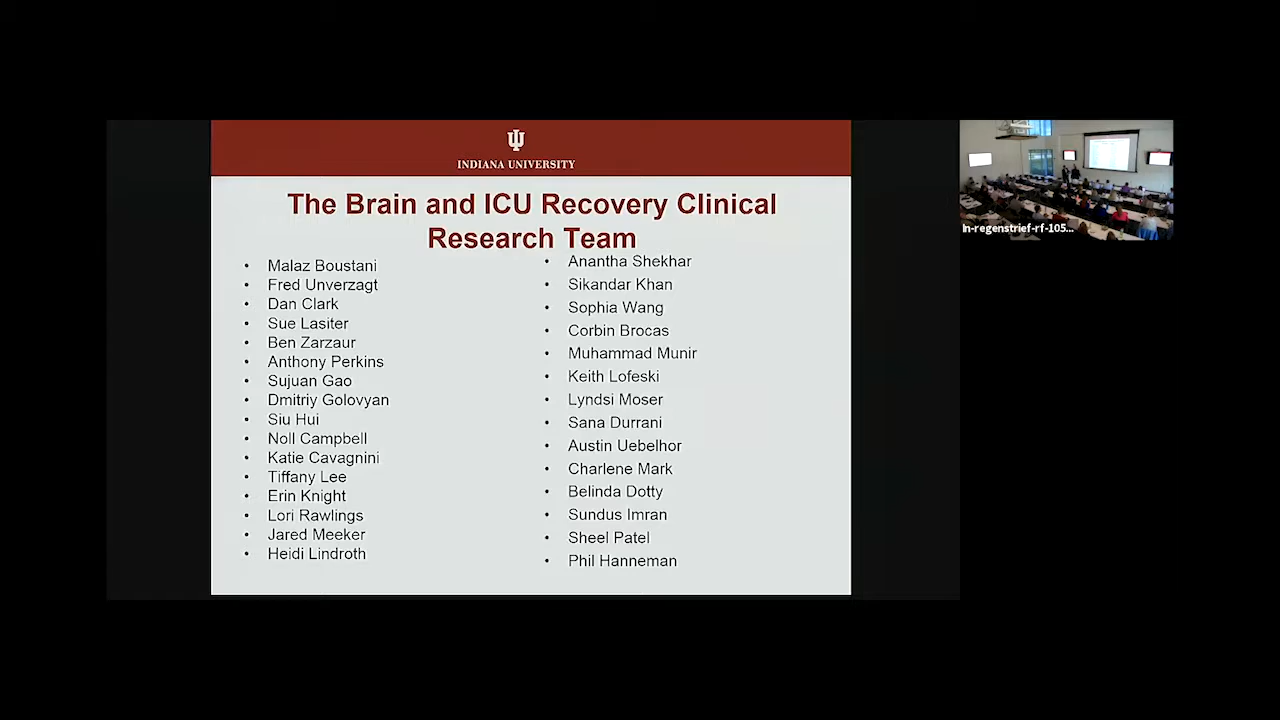 INDIANA UNIVERSITY
The Brain and ICU Recovery Clinical
Research Team
• Malaz Boustani
• Fred Unverzagt
• Dan Clark
• Sue Lasiter
• Ben Zarzaur
• Anthony Perkins
• Sujuan Gao
• Dmitriy Golovyan
• Siu Hui
• Noll Campbell
• Katie Cavagnini
• Tiffany Lee
• Erin Knight
• Lori Rawlings
• Jared Meeker
• Heidi Lindroth
• Anantha Shekhar
• Sikandar Khan
• Sophia Wang
• Corbin Brocas
• Muhammad Munir
• Keith Lofeski
• Lyndsi Moser
• Sana Durrani
• Austin Uebelhor
• Charlene Mark
• Belinda Dotty
• Sundus Imran
• Sheel Patel
• Phil Hanneman
In-regenstrief-rf-105...